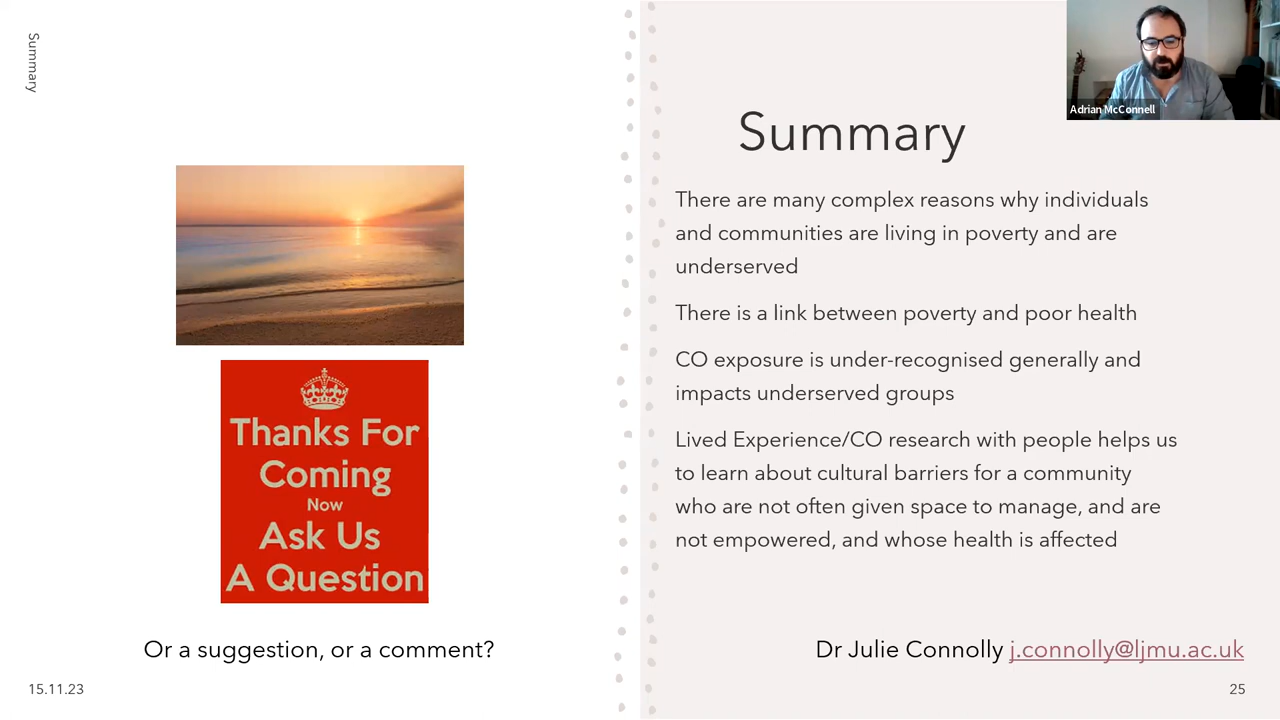 Summary
Adrian McConnell
Summary
There are many complex reasons why individuals
and communities are living in poverty and are
underserved
There is a link between poverty and poor health
CO exposure is under-recognised generally and
impacts underserved groups
Lived Experience/CO research with people helps us
to learn about cultural barriers for a community
who are not often given space to manage, and are
not empowered, and whose health is affected
Thanks For
Coming
Now
Ask Us
A Question
Or a suggestion, or a comment?
Dr Julie Connolly j.connolly@ljmu.ac.uk
15.11.23
25